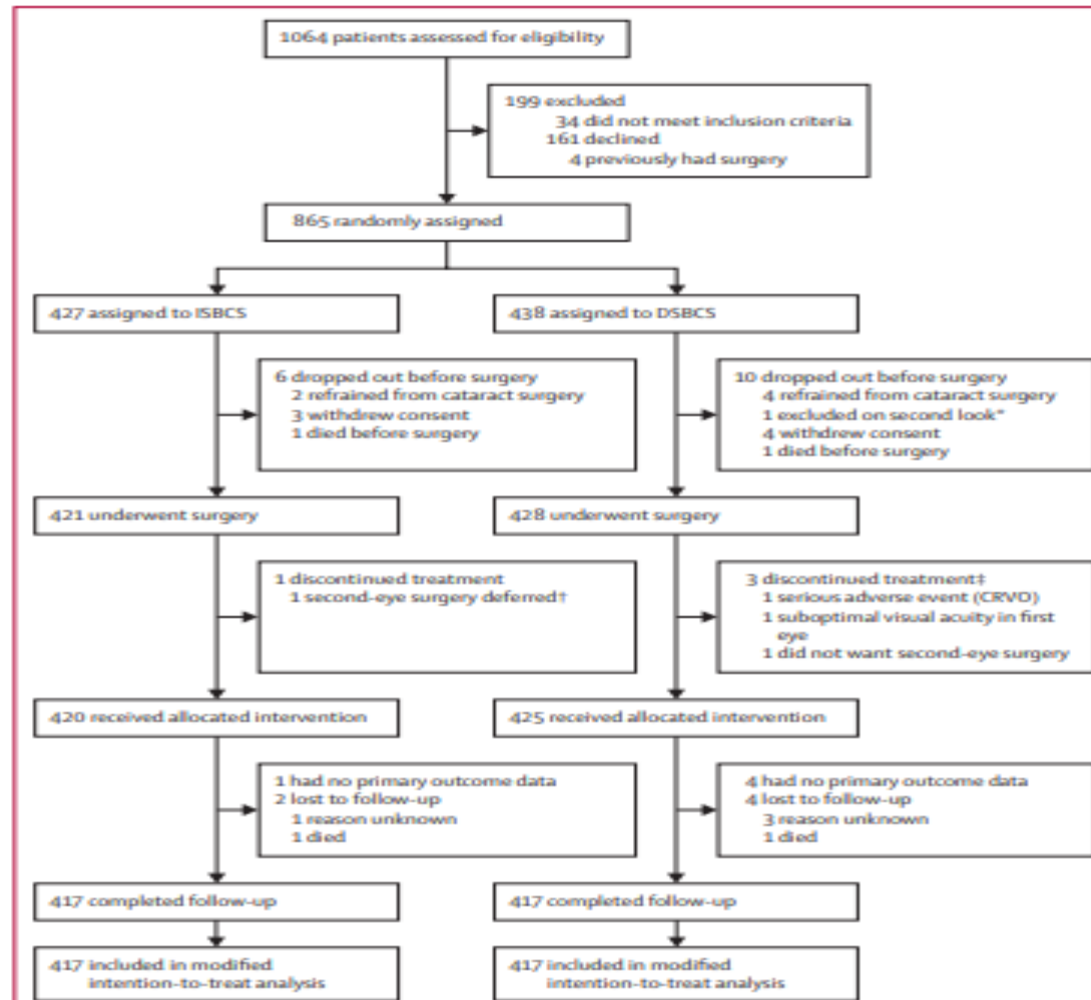 1064 patients assessed for eligibility
199 excluded
34 did not meet inclusion criteria
161 declined
4 previously had surgery
865 randomly assigned
427 assigned to ISBCS
438 assigned to DSBCS
6 dropped out before surgery
2 refrained from cataract surgery
3 withdrew consent
1 died before surgery
10 dropped out before surgery
4 refrained from cataract surgery
1 excluded on second look*
4 withdrew consent
1 died before surgery
421 underwent surgery
428 underwent surgery
1 discontinued treatment
1 second-eye surgery deferred†
3 discontinued treatment‡
1 serious adverse event (CRVO)
1 suboptimal visual acuity in first
eye
1 did not want second-eye surgery
420 received allocated intervention
425 received allocated intervention
1 had no primary outcome data
2 lost to follow-up
1 reason unknown
1 died
4 had no primary outcome data
4 lost to follow-up
3 reason unknown
1 died
417 completed follow-up
417 completed follow-up
417 included in modified
intention-to-treat analysis
417 included in modified
intention-to-treat analysis